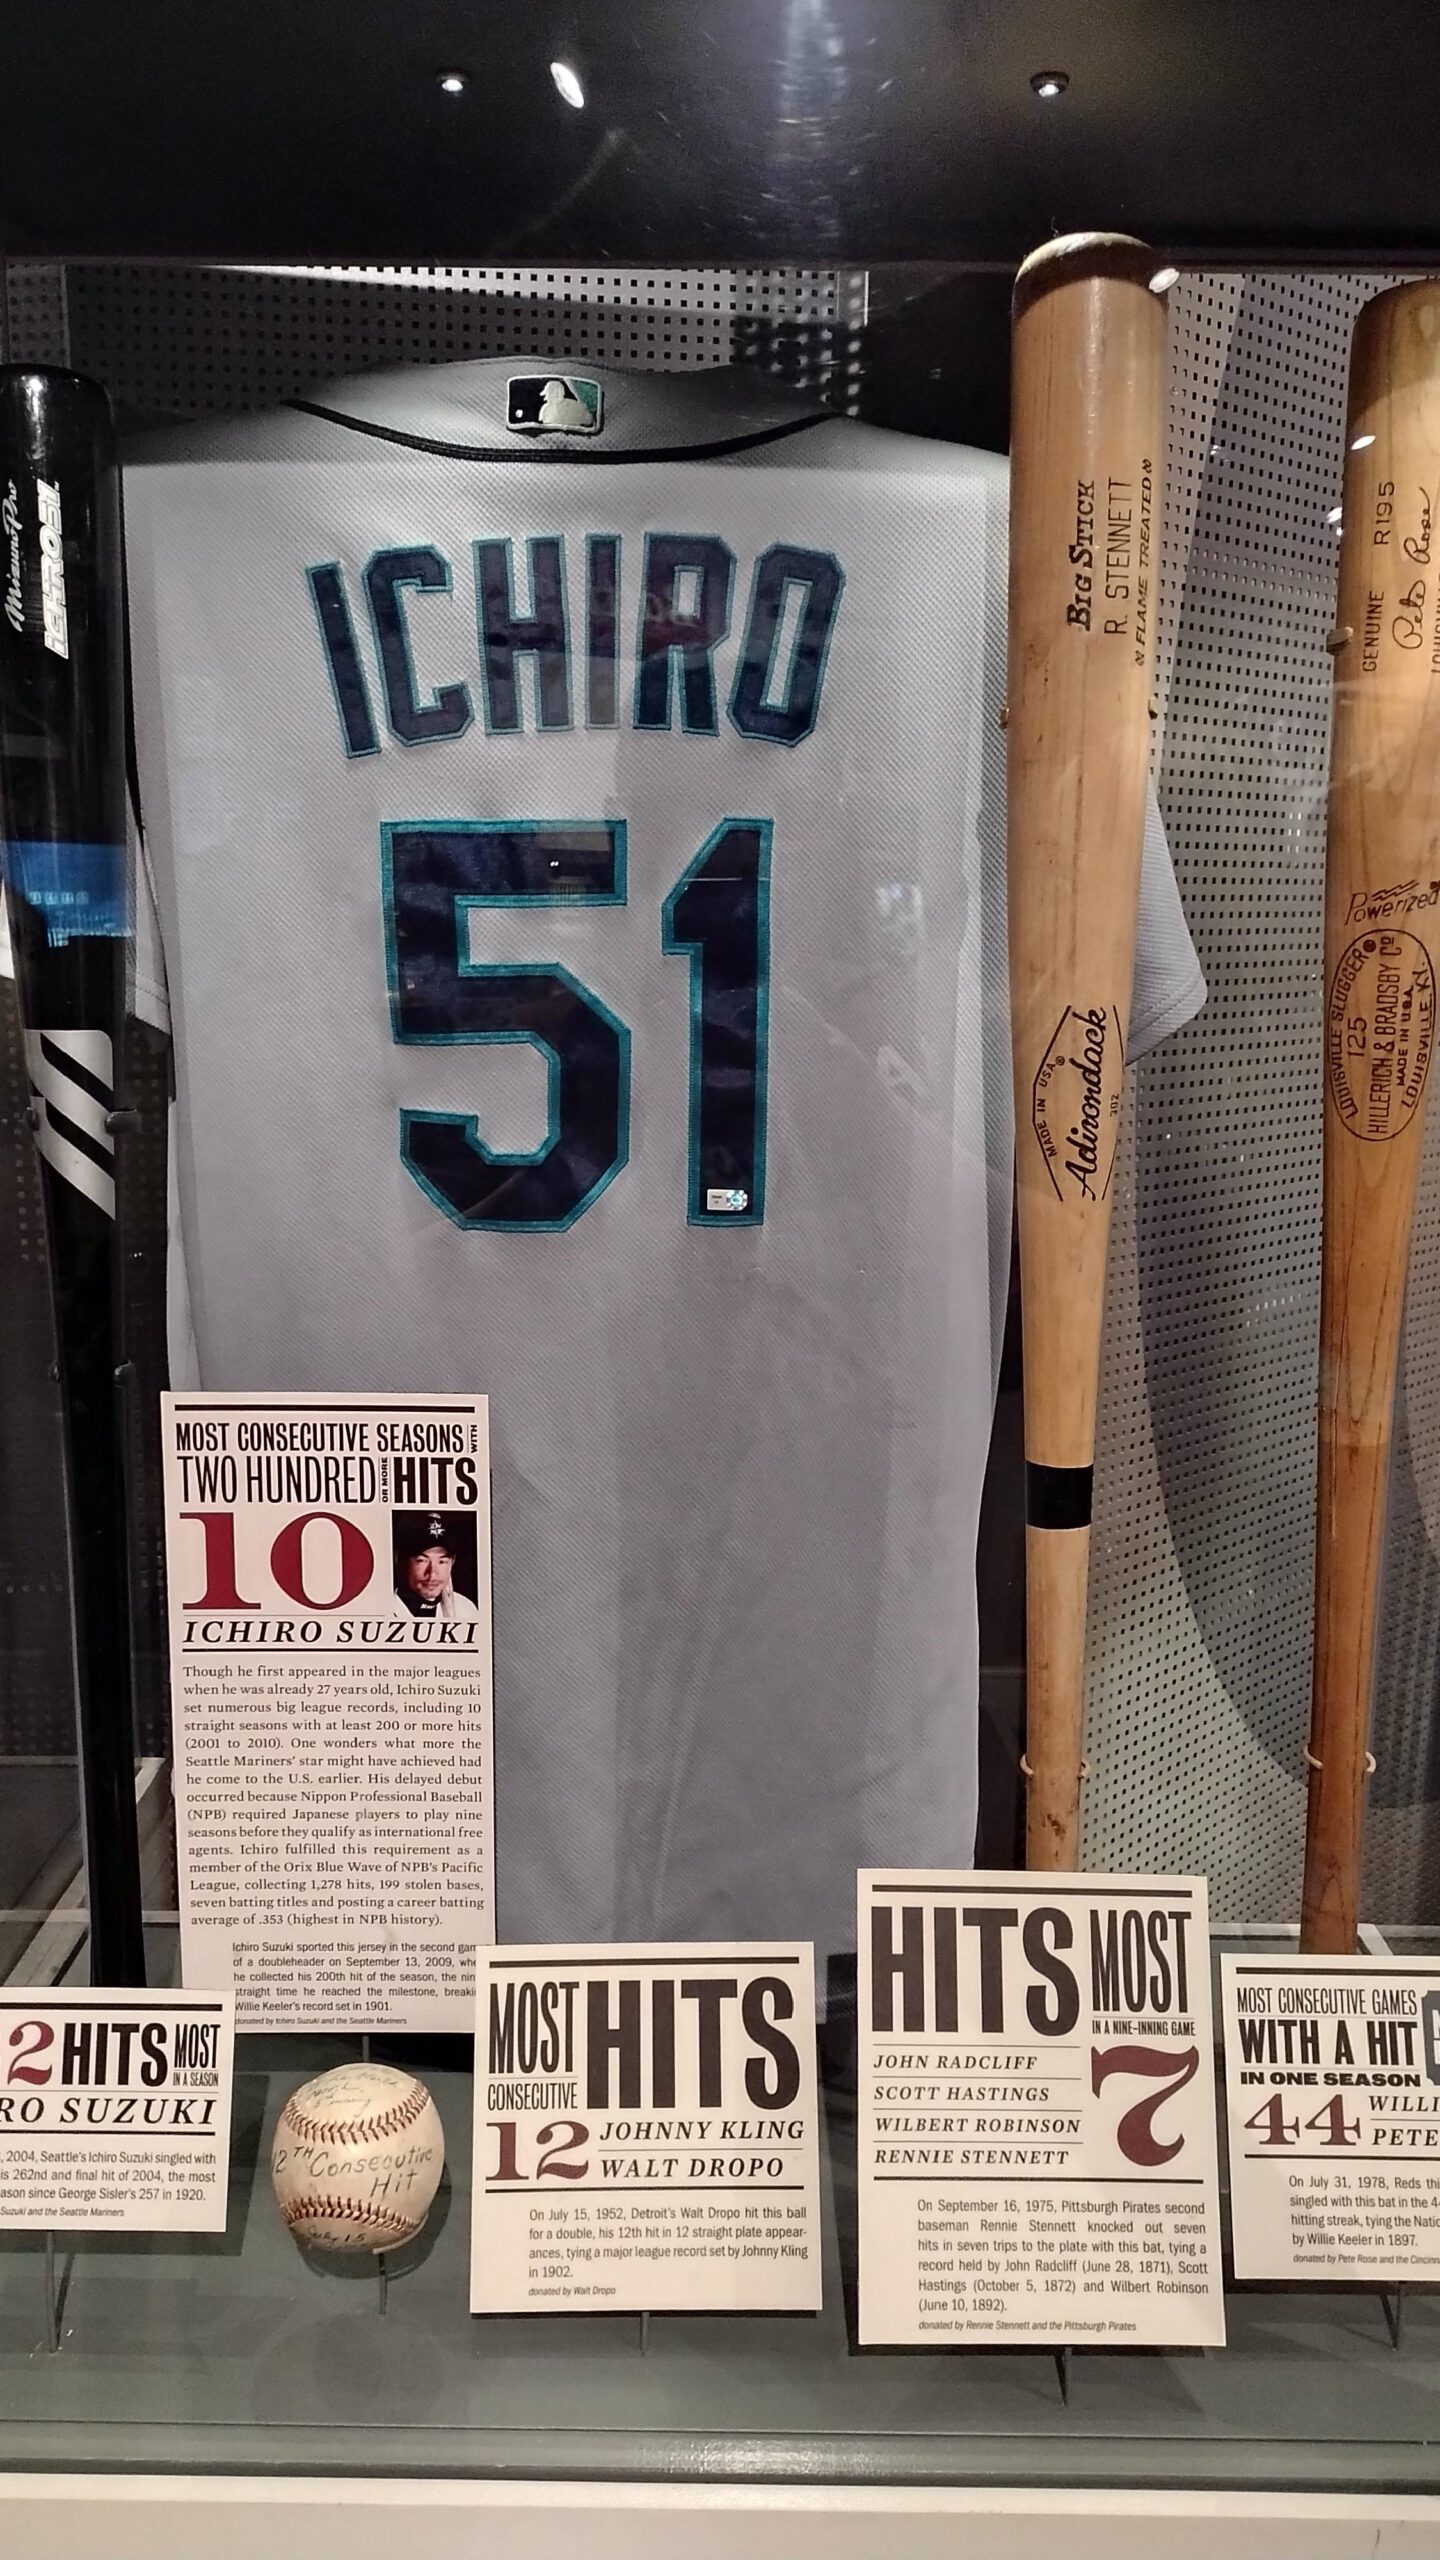 Mizuno Pro
ICHRO51
ICHIRO
51
BIG STICK
R. STENNETT
FLAME TREATED
MADE IN USA®
Adirondack
302
GENUINE R195
Pete Rose
Powerized
LOUISVILLE SLUGGER®
125
HILLERICH & BRADSBY Cº
MADE IN U.S.A.
LOUISVILLE, KY.
MOST CONSECUTIVE SEASONS WITH
TWO HUNDRED OR MORE HITS
10
ICHIRO SUZUKI
Though he first appeared in the major leagues
when he was already 27 years old, Ichiro Suzuki
set numerous big league records, including 10
straight seasons with at least 200 or more hits
(2001 to 2010). One wonders what more the
Seattle Mariners' star might have achieved had
he come to the U.S. earlier. His delayed debut
occurred because Nippon Professional Baseball
(NPB) required Japanese players to play nine
seasons before they qualify as international free
agents. Ichiro fulfilled this requirement as a
member of the Orix Blue Wave of NPB's Pacific
League, collecting 1,278 hits, 199 stolen bases,
seven batting titles and posting a career batting
average of .353 (highest in NPB history).
Ichiro Suzuki sported this jersey in the second gam
of a doubleheader on September 13, 2009, whe
he collected his 200th hit of the season, the nin
straight time he reached the milestone, breaki
Willie Keeler's record set in 1901.
donated by Ichiro Suzuki and the Seattle Mariners
2 HITS MOST
IN A SEASON
RO SUZUKI
, 2004, Seattle's Ichiro Suzuki singled with
is 262nd and final hit of 2004, the most
ason since George Sisler's 257 in 1920.
Suzuki and the Seattle Mariners
12TH Consecutive
Hit
July 15
MOST
CONSECUTIVE
HITS
12
JOHNNY KLING
WALT DROPO
On July 15, 1952, Detroit's Walt Dropo hit this ball
for a double, his 12th hit in 12 straight plate appear-
ances, tying a major league record set by Johnny Kling
in 1902.
donated by Walt Dropo
HITS MOST
IN A NINE-INNING GAME
7
JOHN RADCLIFF
SCOTT HASTINGS
WILBERT ROBINSON
RENNIE STENNETT
On September 16, 1975, Pittsburgh Pirates second
baseman Rennie Stennett knocked out seven
hits in seven trips to the plate with this bat, tying a
record held by John Radcliff (June 28, 1871), Scott
Hastings (October 5, 1872) and Wilbert Robinson
(June 10, 1892).
donated by Rennie Stennett and the Pittsburgh Pirates
MOST CONSECUTIVE GAMES
WITH A HIT
IN ONE SEASON
44
WILLI
PETE
On July 31, 1978, Reds thi
singled with this bat in the 4
hitting streak, tying the Natio
by Willie Keeler in 1897.
donated by Pete Rose and the Cincinn